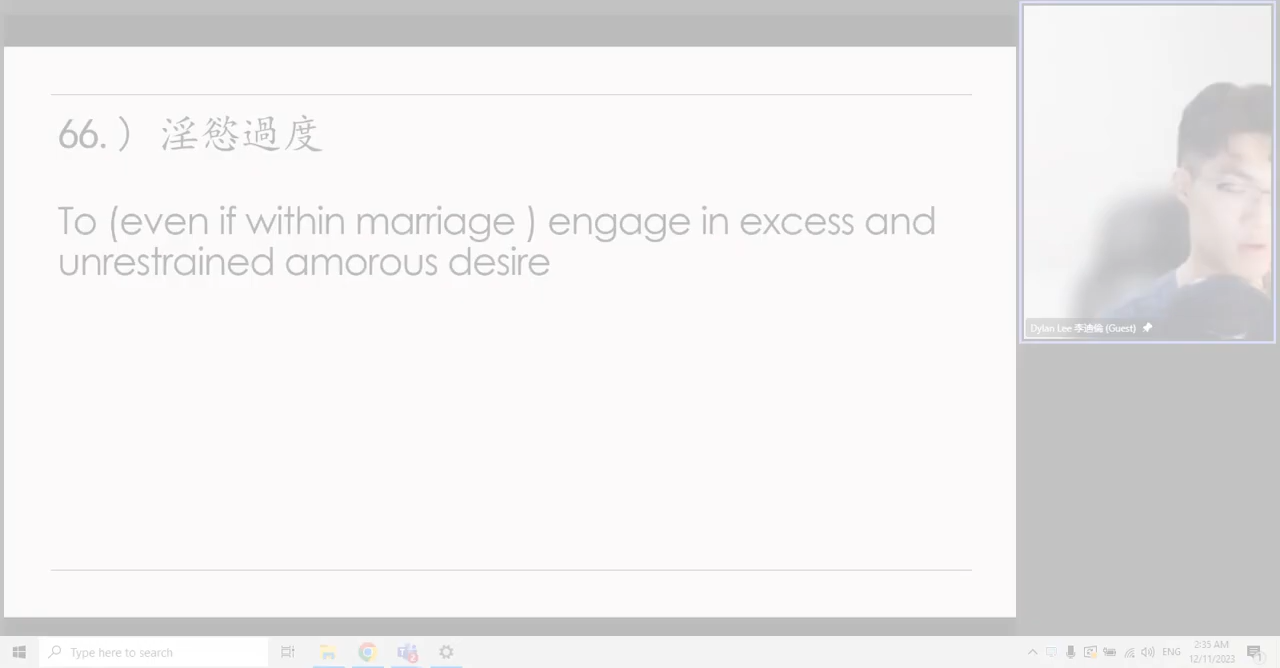 66. ） 淫慾過度
To (even if within marriage ) engage in excess and
unrestrained amorous desire
Dylan Lee 李迪倫 (Guest)
Type here to search
ENG
2:35 AM
12/11/2023